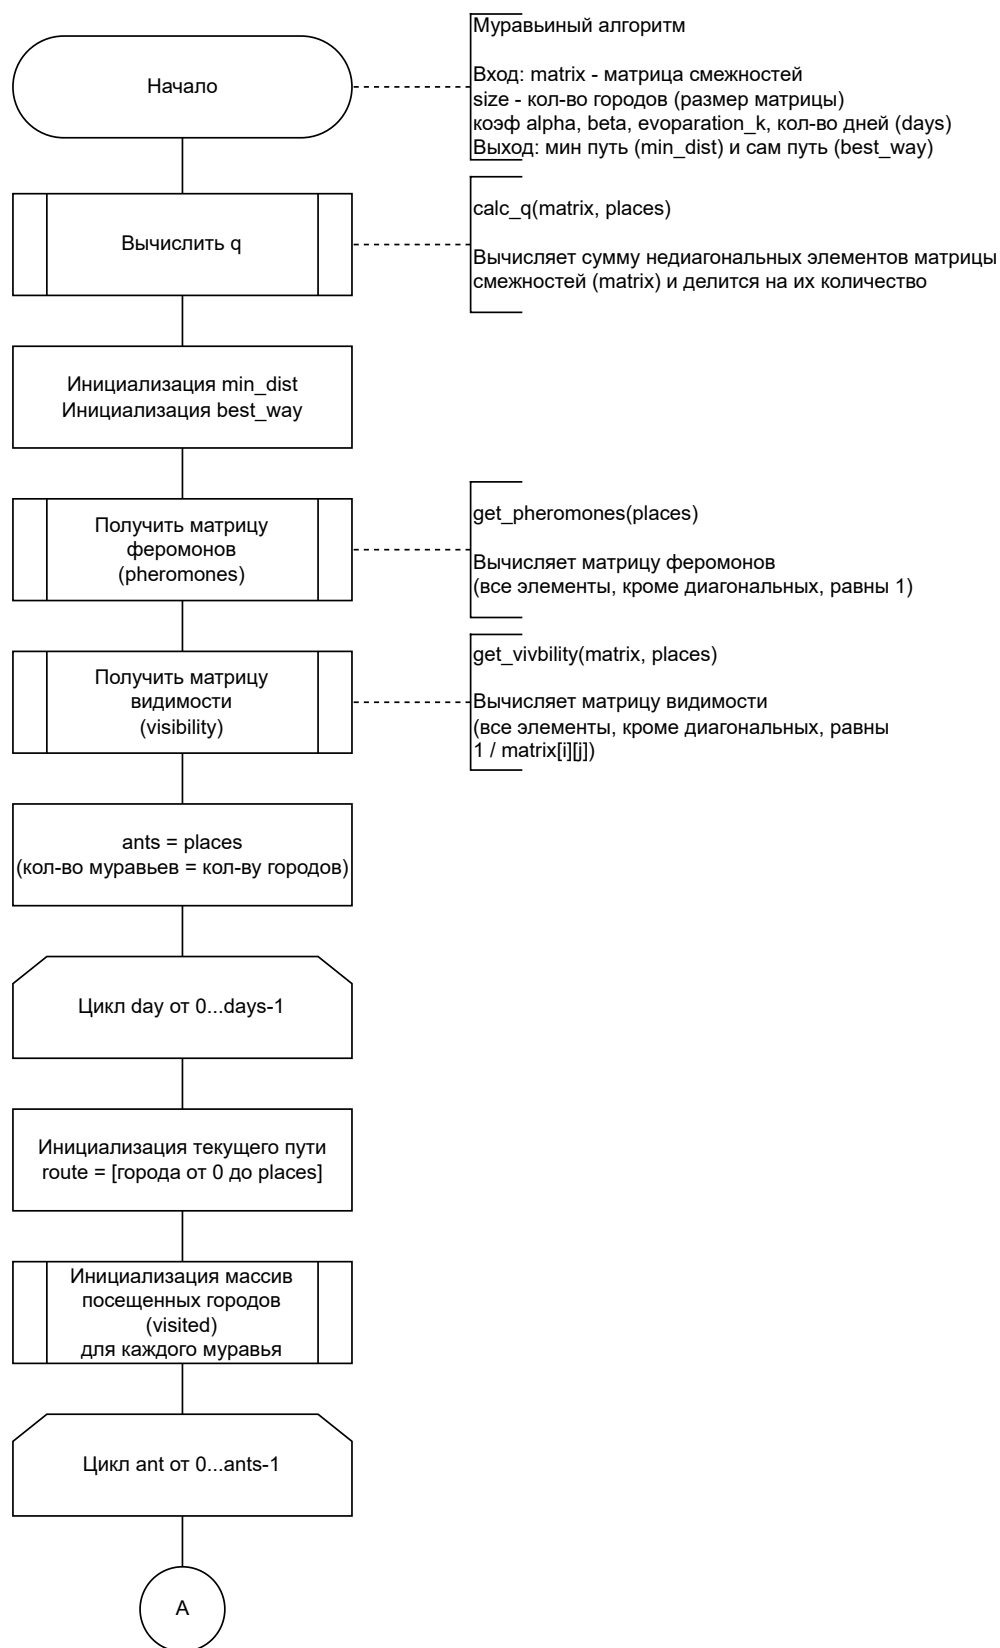 Начало
Муравьиный алгоритм
Вход: matrix - матрица смежностей
size - кол-во городов (размер матрицы)
коэф alpha, beta, evoparation_k, кол-во дней (days)
Выход: мин путь (min_dist) и сам путь (best_way)
Вычислить q
calc_q(matrix, places)
Вычисляет сумму недиагональных элементов матрицы
смежностей (matrix) и делится на их количество
Инициализация min_dist
Инициализация best_way
Получить матрицу
феромонов
(pheromones)
get_pheromones(places)
Вычисляет матрицу феромонов
(все элементы, кроме диагональных, равны 1)
Получить матрицу
видимости
(visibility)
get_vivbility(matrix, places)
Вычисляет матрицу видимости
(все элементы, кроме диагональных, равны
1 / matrix[i][j])
ants = places
(кол-во муравьев = кол-ву городов)
Цикл day от 0...days-1
Инициализация текущего пути
route = [города от 0 до places]
Инициализация массив
посещенных городов
(visited)
для каждого муравья
Цикл ant от 0...ants-1
A